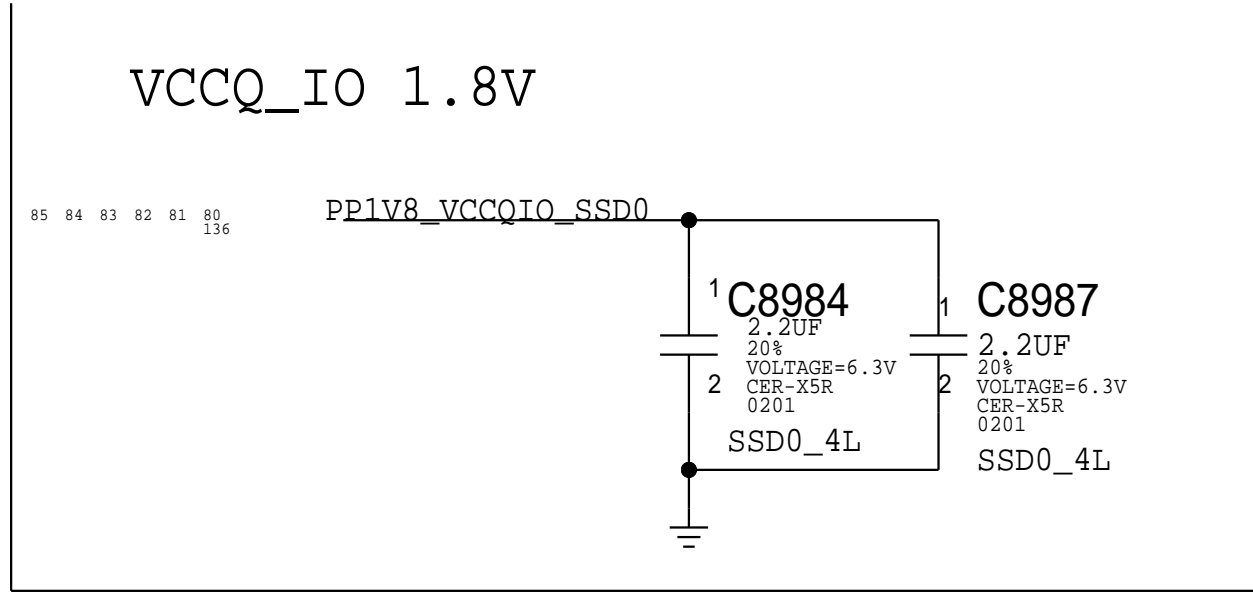 VCCQ_IO 1.8V
85 84 83 82 81 80
136
PP1V8_VCCQIO_SSD0
1
C8984
2.2UF
20%
VOLTAGE=6.3V
2
CER-X5R
0201
SSD0_4L
1
C8987
2.2UF
20%
2
VOLTAGE=6.3V
CER-X5R
0201
SSD0_4L